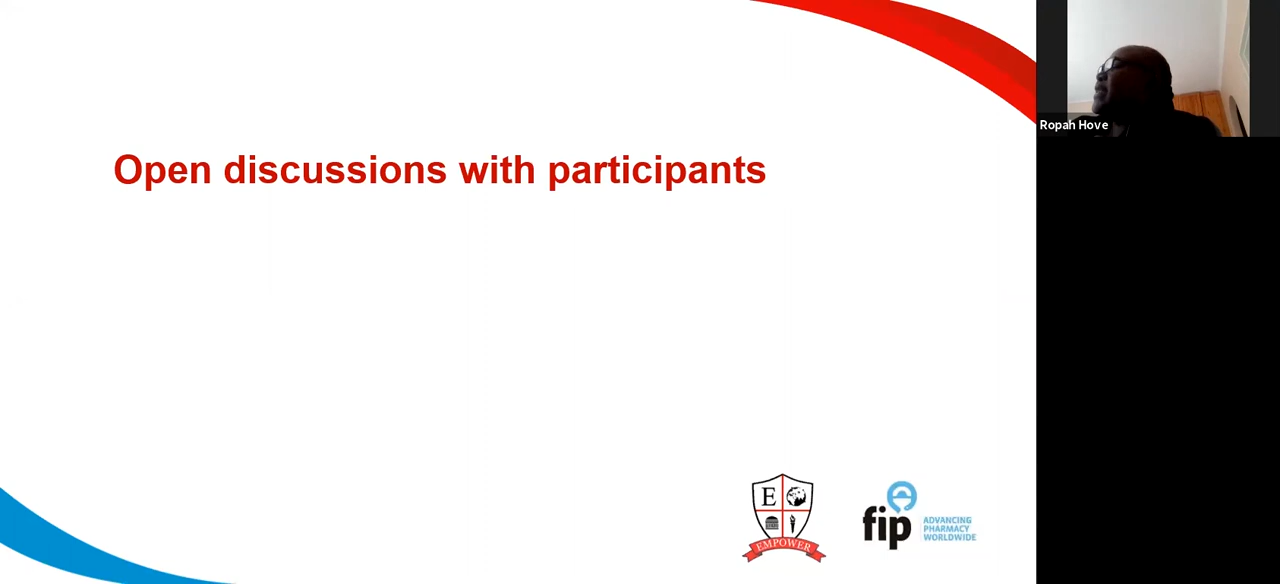 Open discussions with participants
Ropah Hove
E
EMPOWER
fip
ADVANCING
PHARMACY
WORLDWIDE